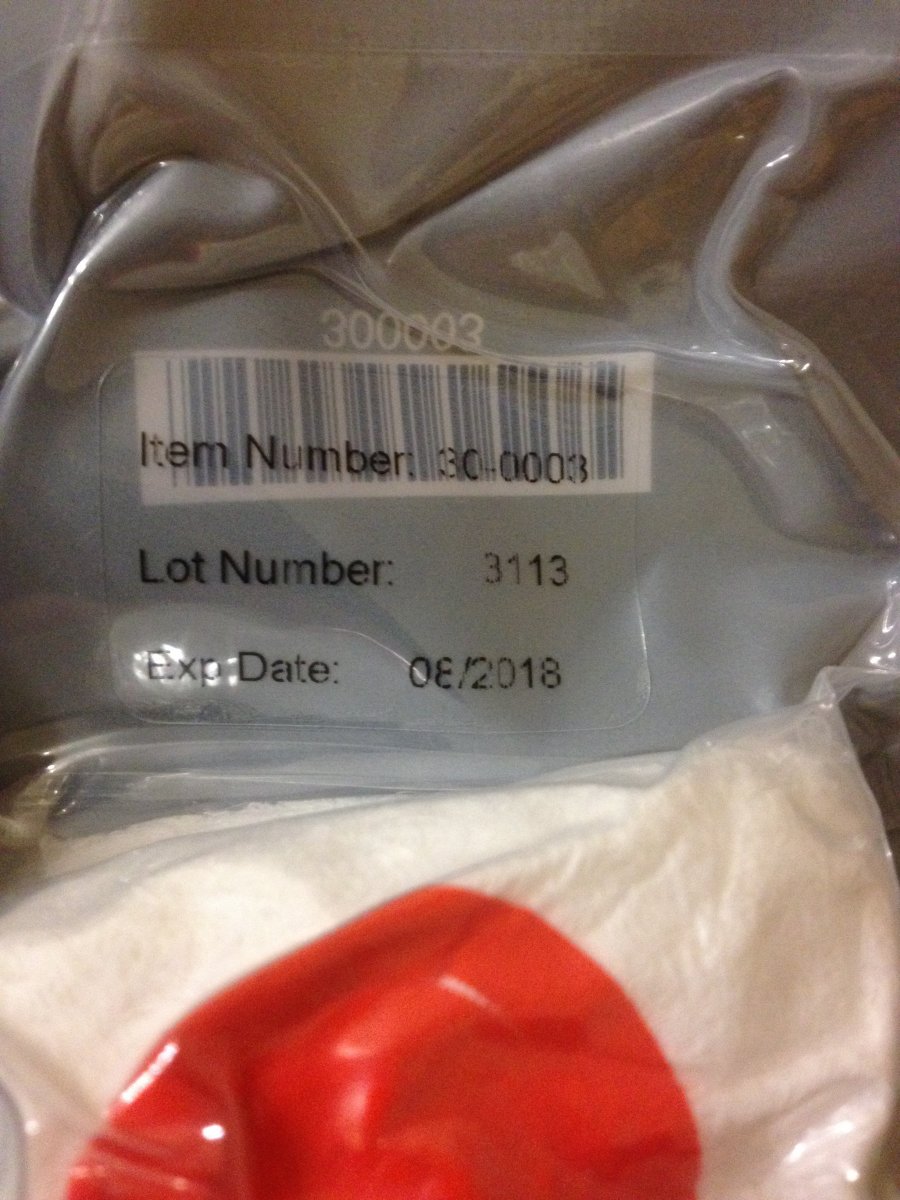 300003
Item Number: 30-0003
Lot Number: 3113
Exp Date: 08/2018